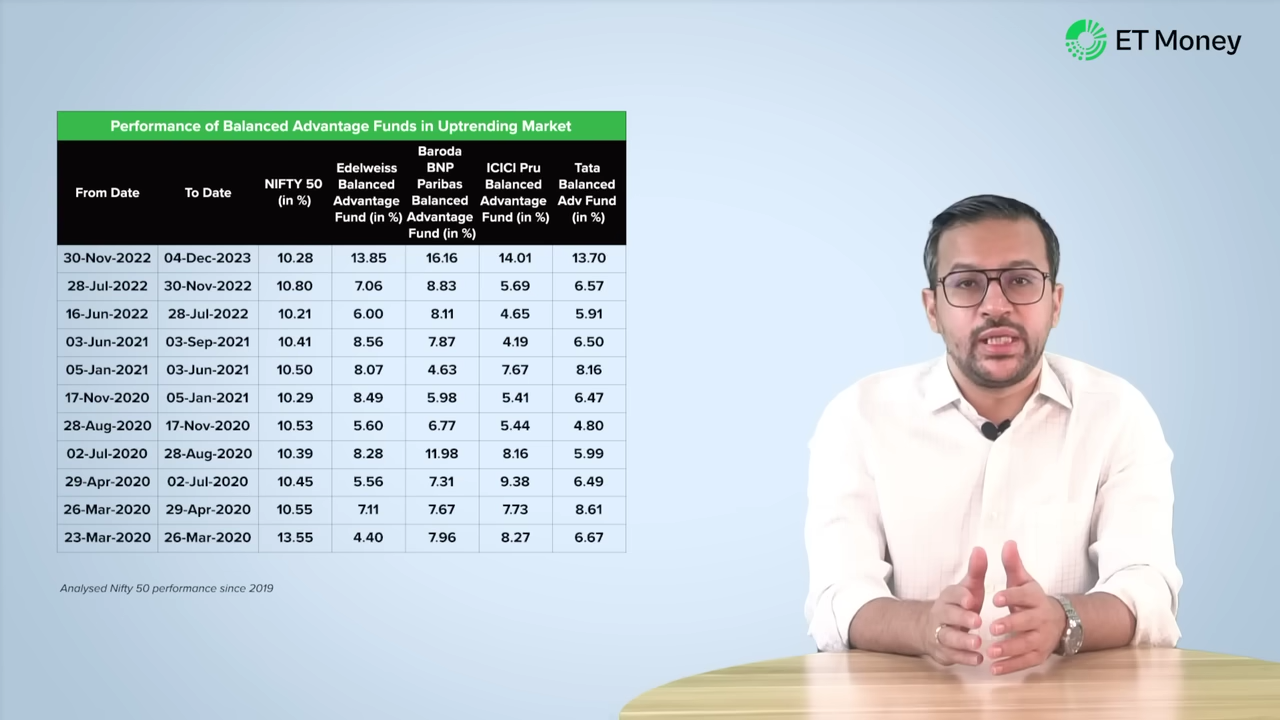 ET Money
Performance of Balanced Advantage Funds in Uptrending Market
From Date To Date NIFTY 50 (in %) Edelweiss Balanced Advantage Fund (in %) Baroda BNP Paribas Balanced Advantage Fund (in %) ICICI Pru Balanced Advantage Fund (in %) Tata Balanced Adv Fund (in %)
30-Nov-2022 04-Dec-2023 10.28 13.85 16.16 14.01 13.70
28-Jul-2022 30-Nov-2022 10.80 7.06 8.83 5.69 6.57
16-Jun-2022 28-Jul-2022 10.21 6.00 8.11 4.65 5.91
03-Jun-2021 03-Sep-2021 10.41 8.56 7.87 4.19 6.50
05-Jan-2021 03-Jun-2021 10.50 8.07 4.63 7.67 8.16
17-Nov-2020 05-Jan-2021 10.29 8.49 5.98 5.41 6.47
28-Aug-2020 17-Nov-2020 10.53 5.60 6.77 5.44 4.80
02-Jul-2020 28-Aug-2020 10.39 8.28 11.98 8.16 5.99
29-Apr-2020 02-Jul-2020 10.45 5.56 7.31 9.38 6.49
26-Mar-2020 29-Apr-2020 10.55 7.11 7.67 7.73 8.61
23-Mar-2020 26-Mar-2020 13.55 4.40 7.96 8.27 6.67
Analysed Nifty 50 performance since 2019